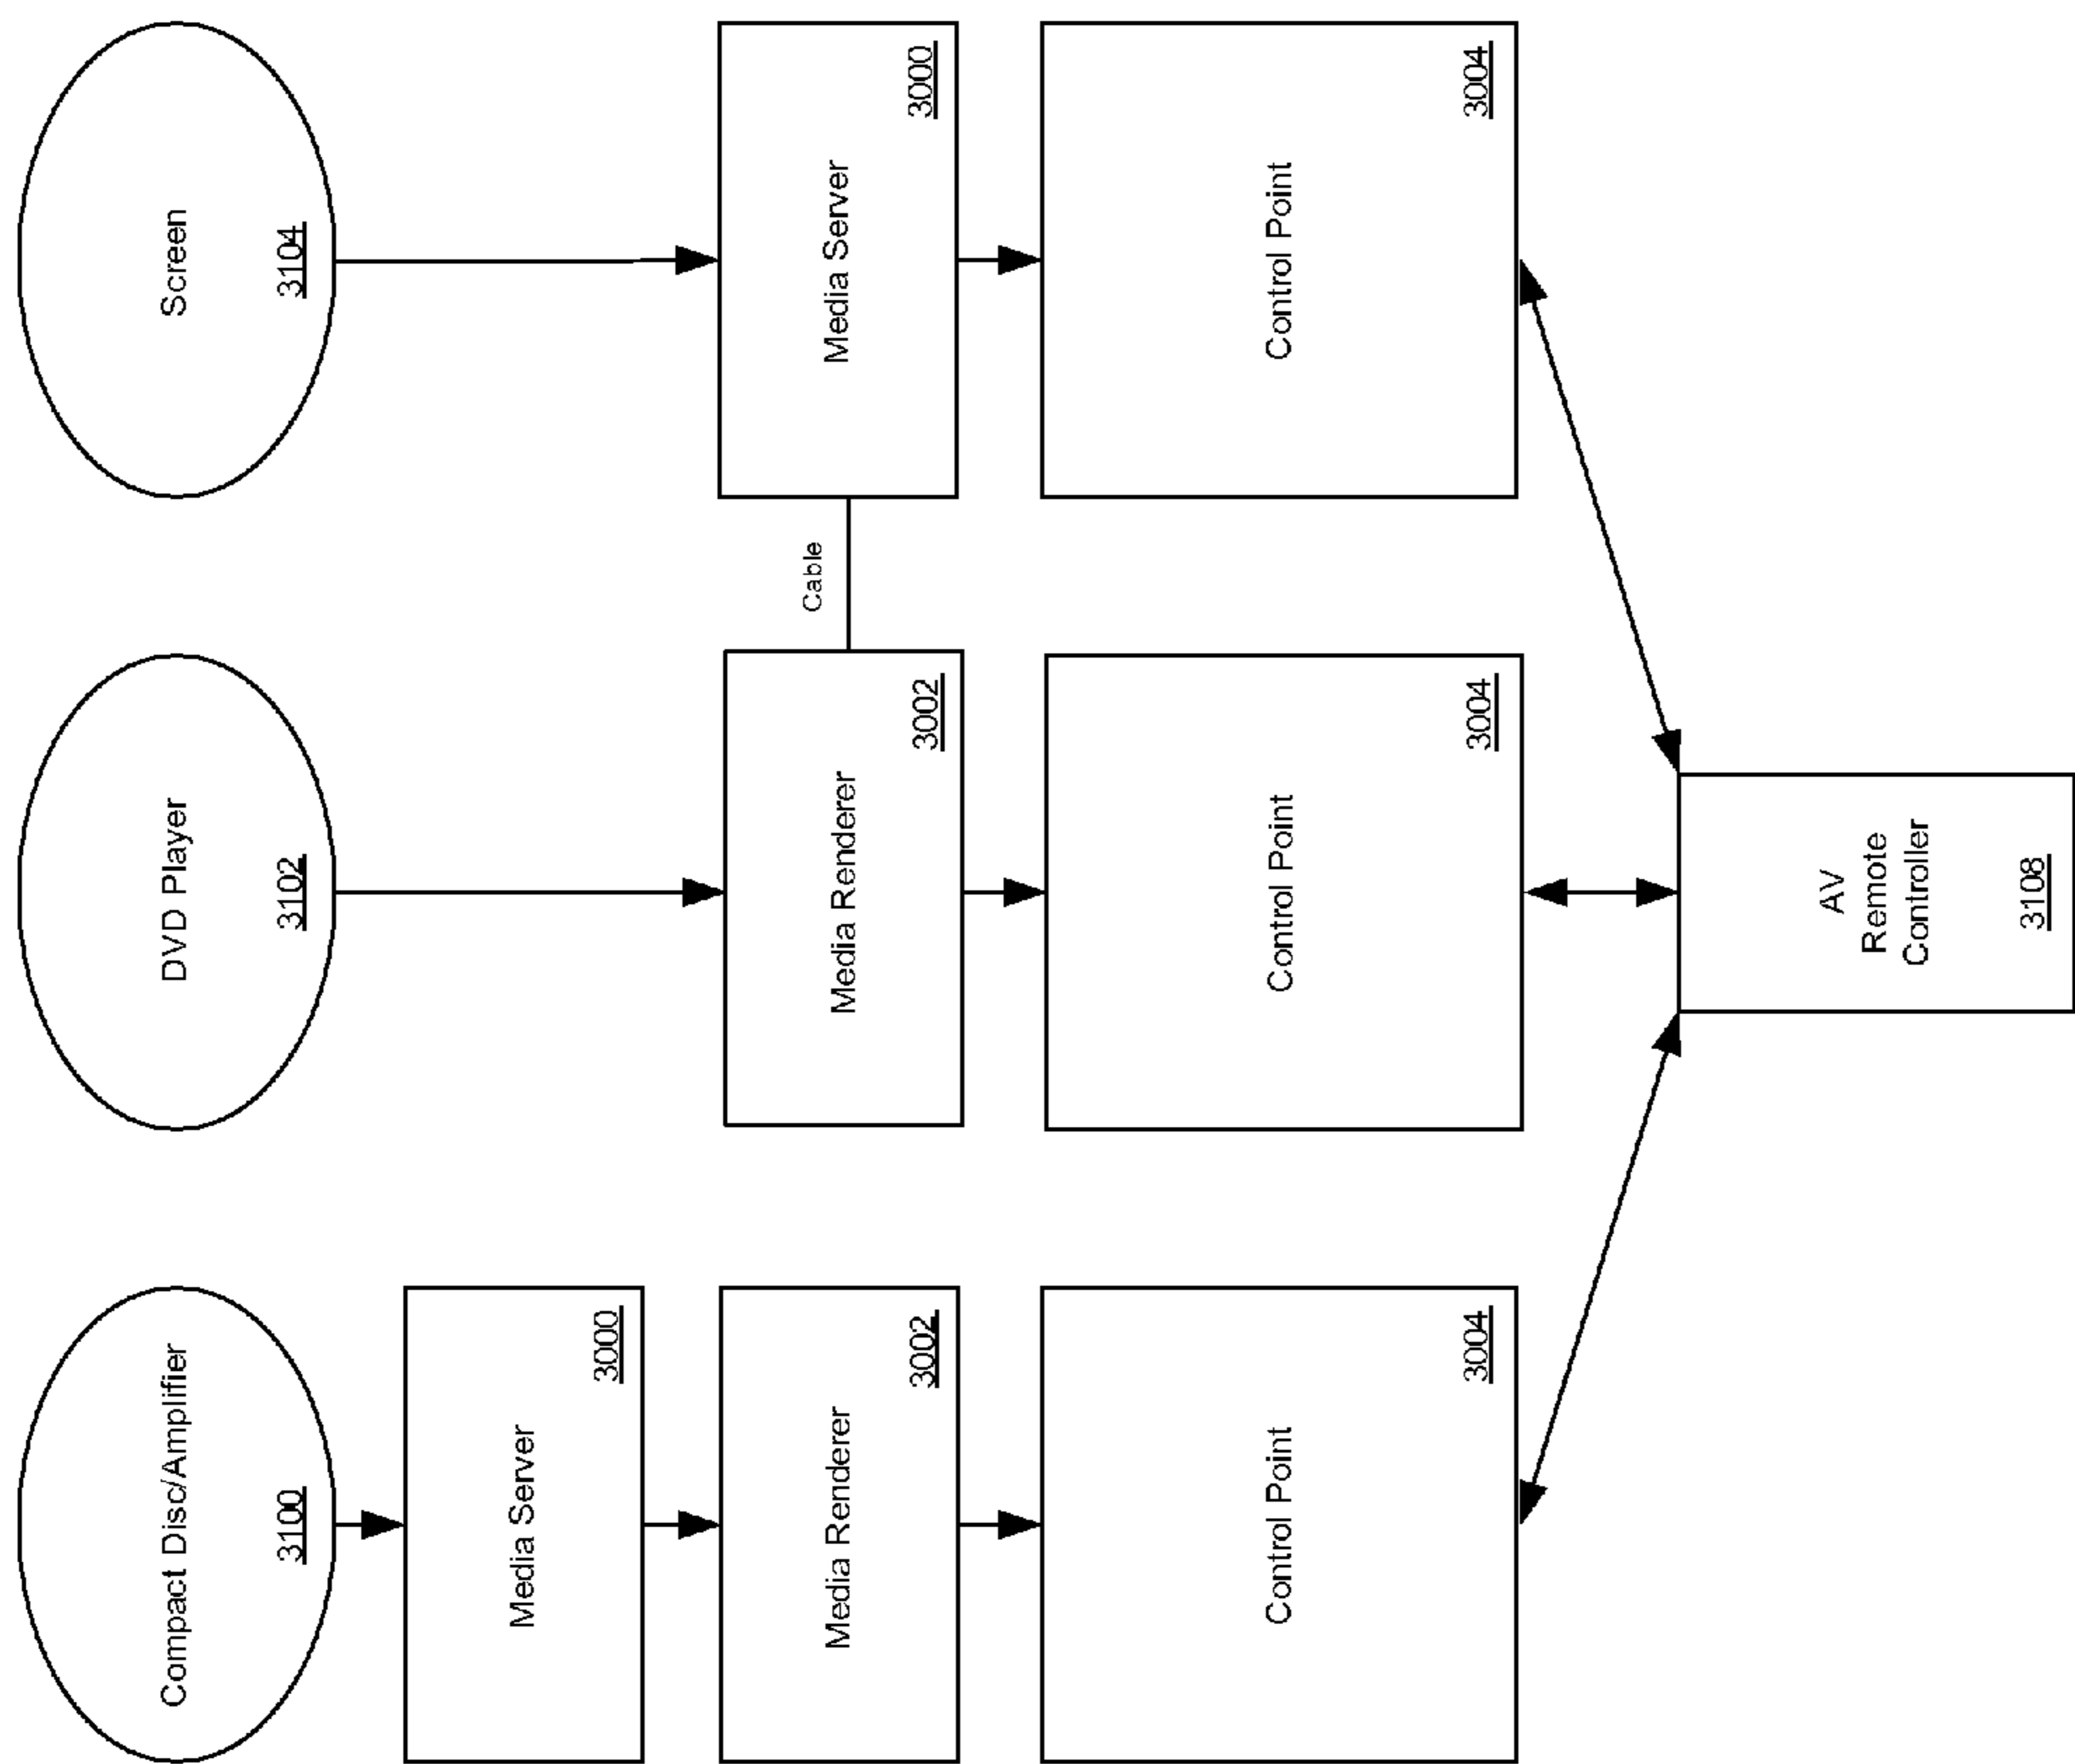 Compact Disc/Amplifier
3100
Media Server
3000
Media Renderer
3002
Control Point
3004
DVD Player
3102
Media Renderer
3002
Control Point
3004
Cable
Screen
3104
Media Server
3000
Control Point
3004
AV
Remote
Controller
3108